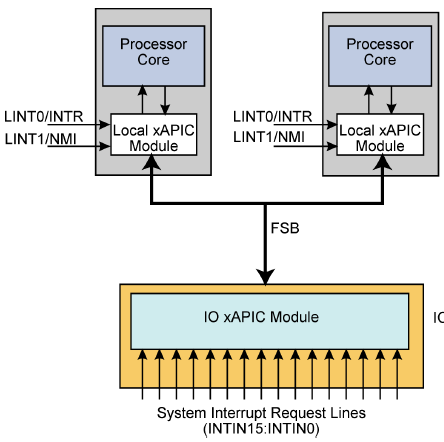 Processor
Core
Processor
Core
LINT0/INTR
LINT1/NMI
Local xAPIC
Module
LINT0/INTR
LINT1/NMI
Local xAPIC
Module
FSB
IO xAPIC Module
IC
System Interrupt Request Lines
(INTIN15:INTIN0)